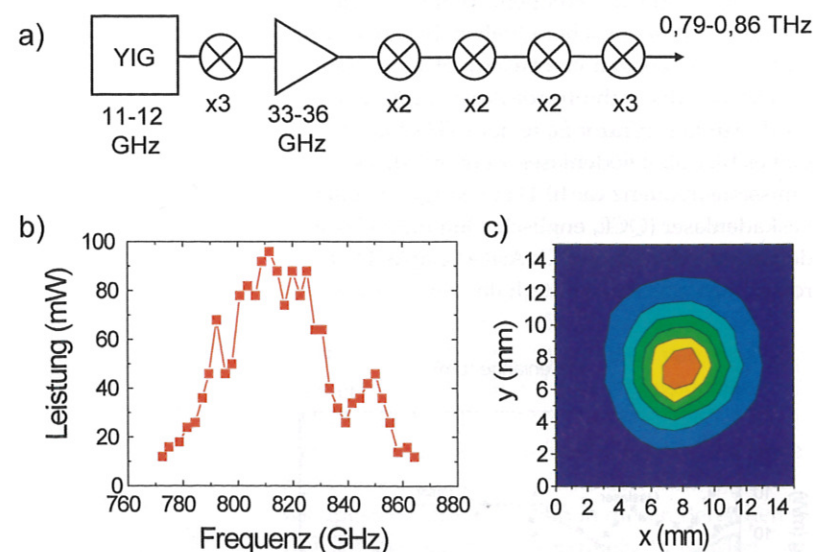 a)
YIG
11-12
GHz
x3
33-36
GHz
x2
x2
x2
x3
0,79-0,86 THz
b)
Leistung (mW)
100
80
60
40
20
0
760
780
800
820
840
860
880
Frequenz (GHz)
c)
y (mm)
14
12
10
8
6
4
2
0
0
2
4
6
8
10
12
14
x (mm)